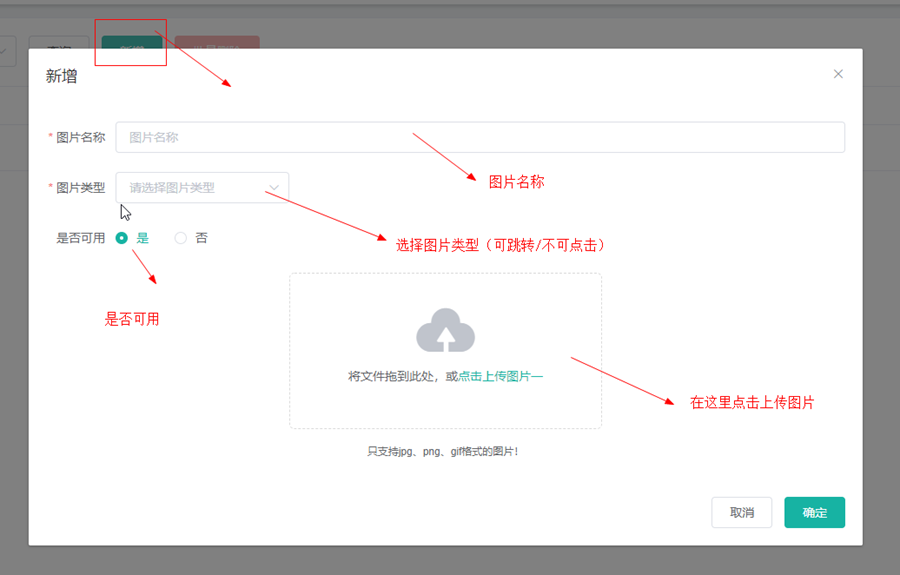 查询 新增
新增
* 图片名称 图片名称
图片名称
* 图片类型 请选择图片类型
选择图片类型（可跳转/不可点击）
是否可用 是 否
是否可用
将文件拖到此处，或点击上传图片一
在这里点击上传图片
只支持jpg、png、gif格式的图片！
取消 确定